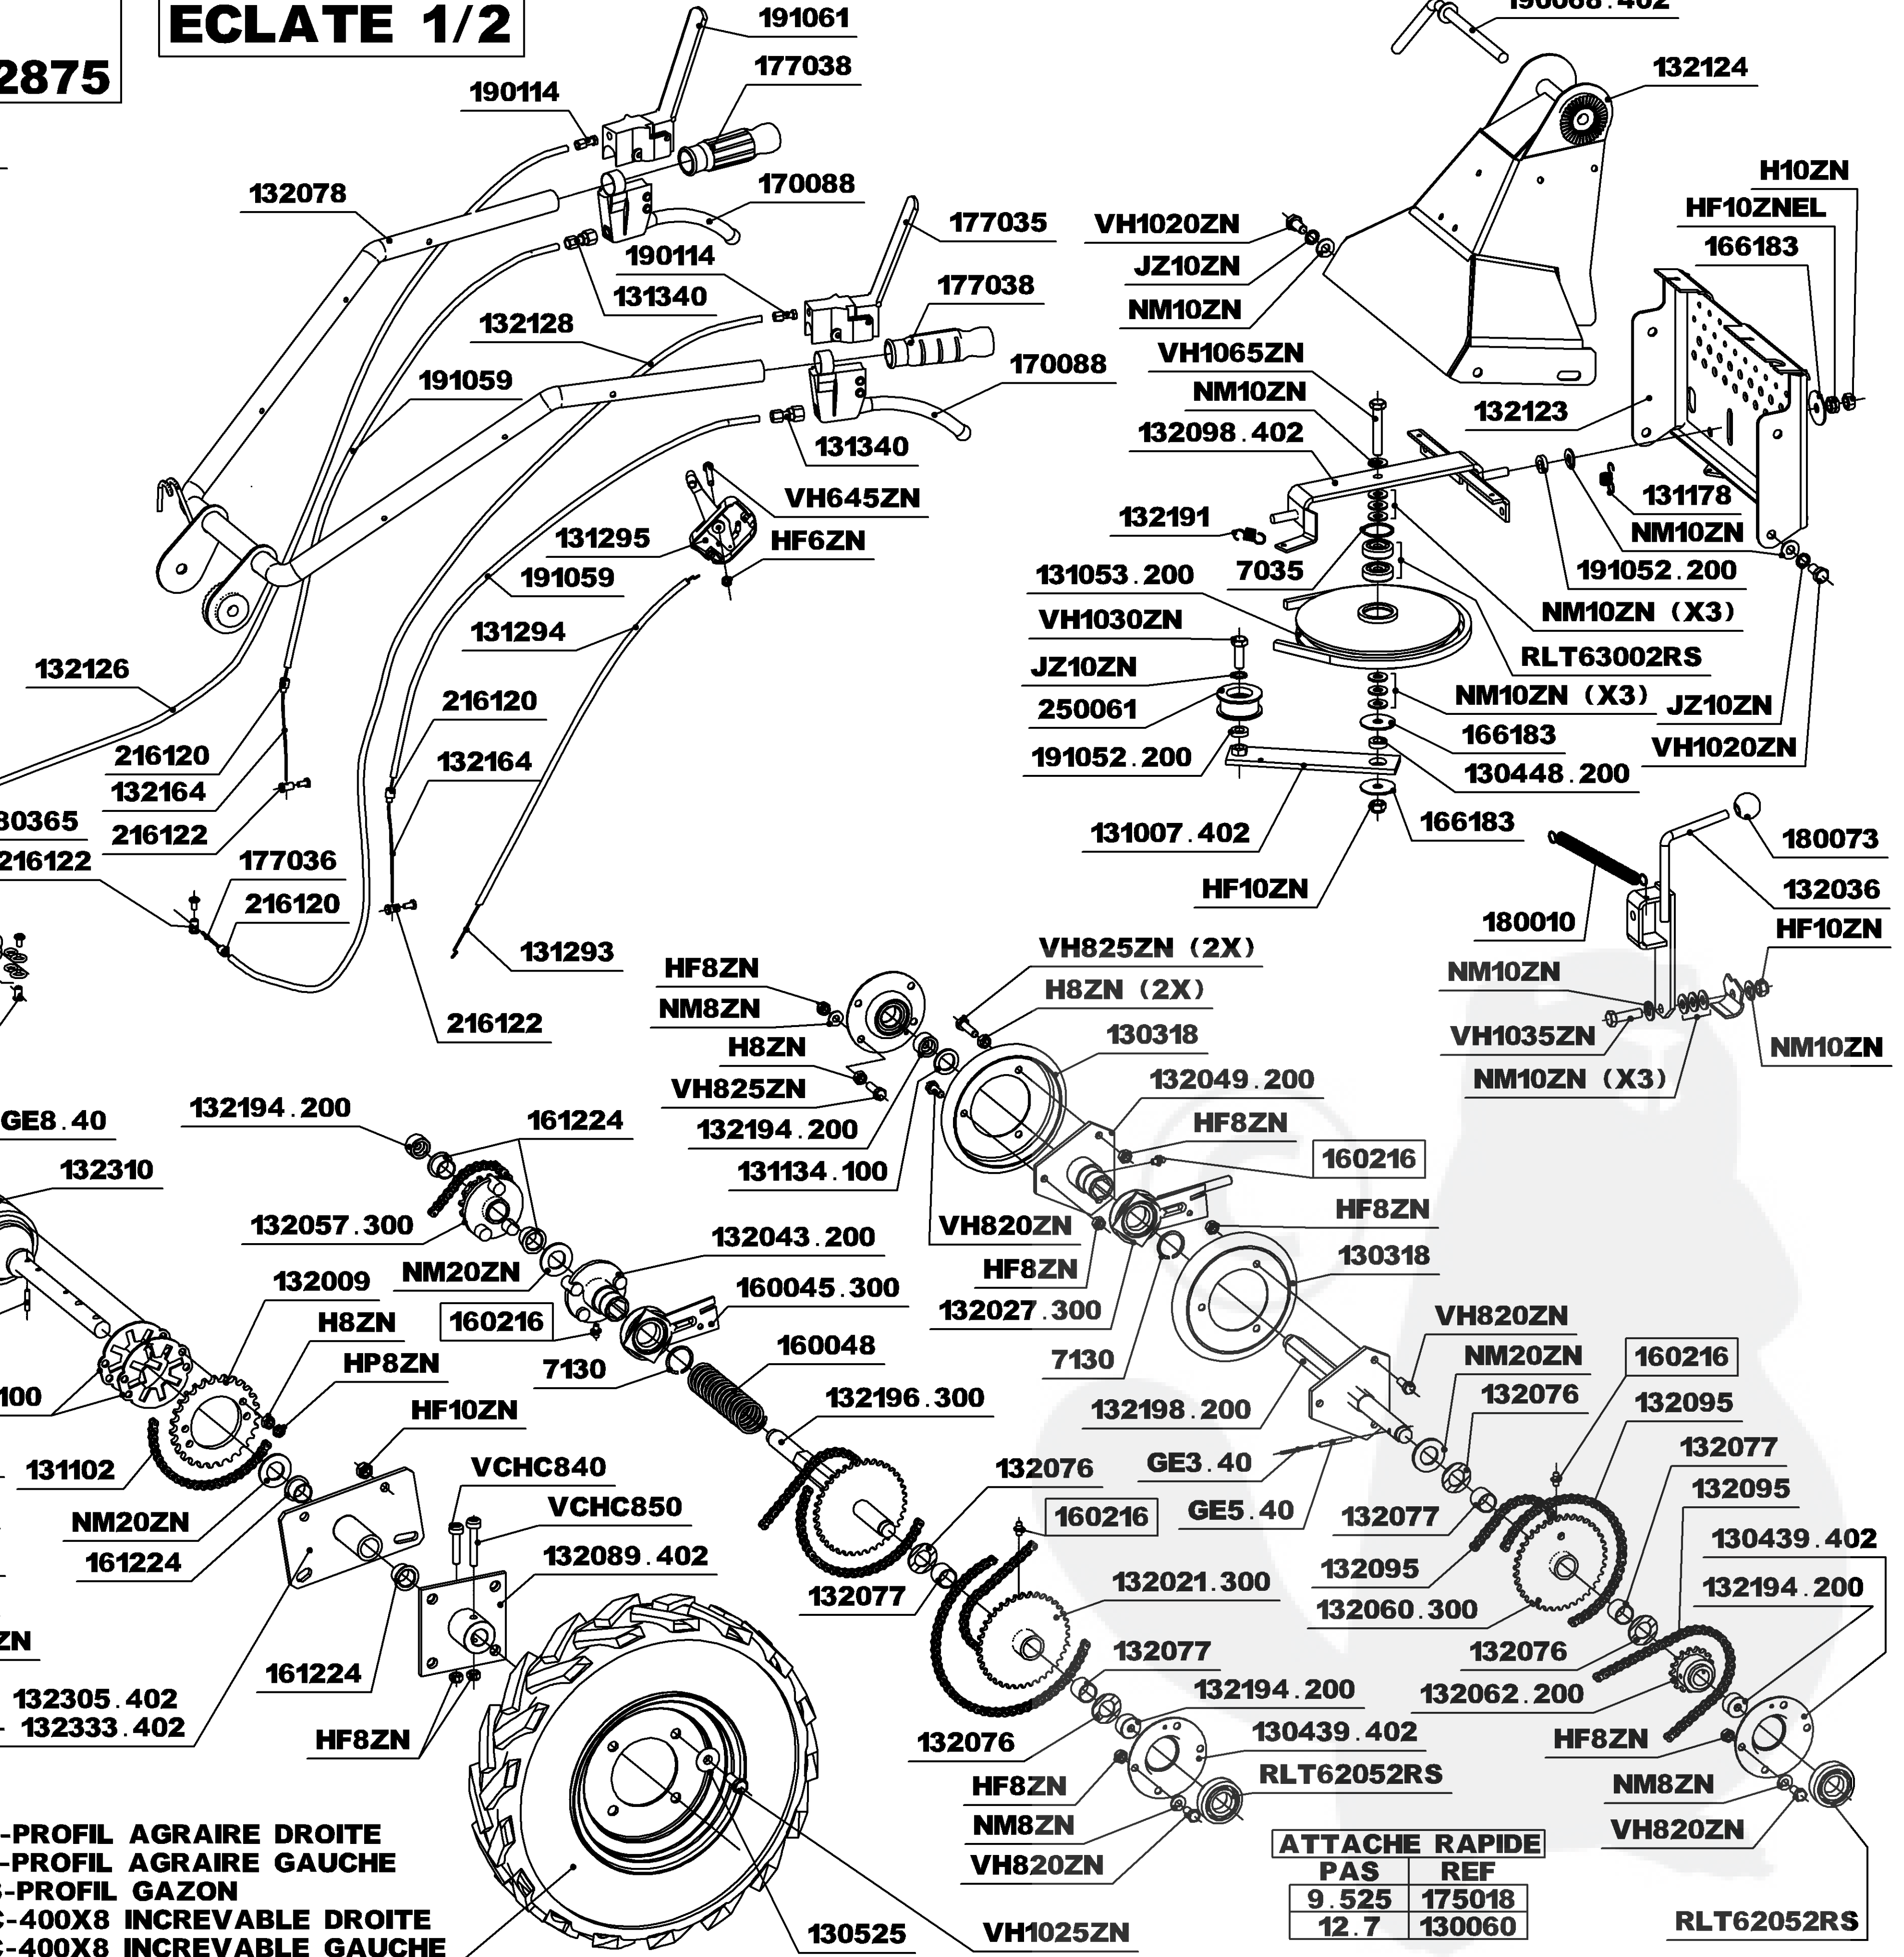 ECLATE 1/2
2875
191061
177038
190114
132078
170088
177035
190114
131340
177038
132128
191059
170088
131340
VH645ZN
131295
HF6ZN
191059
131294
132126
216120
216120
132164
132164
216122
216122
177036
216120
131293
216122
132124
H10ZN
HF10ZNEL
166183
VH1020ZN
JZ10ZN
NM10ZN
VH1065ZN
NM10ZN
132098.402
132123
131178
132191
NM10ZN
7035
191052.200
131053.200
NM10ZN (X3)
VH1030ZN
RLT63002RS
JZ10ZN
NM10ZN (X3)
JZ10ZN
250061
166183
VH1020ZN
191052.200
130448.200
131007.402
166183
HF10ZN
180073
132036
180010
HF10ZN
NM10ZN
VH1035ZN
NM10ZN
NM10ZN (X3)
VH825ZN (2X)
HF8ZN
H8ZN (2X)
NM8ZN
130318
H8ZN
132049.200
VH825ZN
HF8ZN
132194.200
160216
131134.100
VH820ZN
HF8ZN
HF8ZN
130318
132027.300
7130
GE8.40
132194.200
161224
132310
132057.300
132043.200
NM20ZN
160045.300
132009
160216
H8ZN
160048
HP8ZN
7130
100
HF10ZN
132196.300
VH820ZN
NM20ZN
160216
132076
132095
132198.200
132077
GE3.40
132095
GE5.40
132077
130439.402
132194.200
131102
VCHC840
132076
VCHC850
160216
NM20ZN
132089.402
161224
132077
132021.300
132095
132060.300
ZN
161224
132077
132076
132305.402
132194.200
132062.200
132333.402
130439.402
HF8ZN
132076
HF8ZN
HF8ZN
RLT62052RS
NM8ZN
NM8ZN
VH820ZN
VH820ZN
-PROFIL AGRAIRE DROITE
-PROFIL AGRAIRE GAUCHE
-PROFIL GAZON
-400X8 INCREVABLE DROITE
-400X8 INCREVABLE GAUCHE
130525
VH1025ZN
ATTACHE RAPIDE
PAS REF
9.525 175018
12.7 130060
RLT62052RS